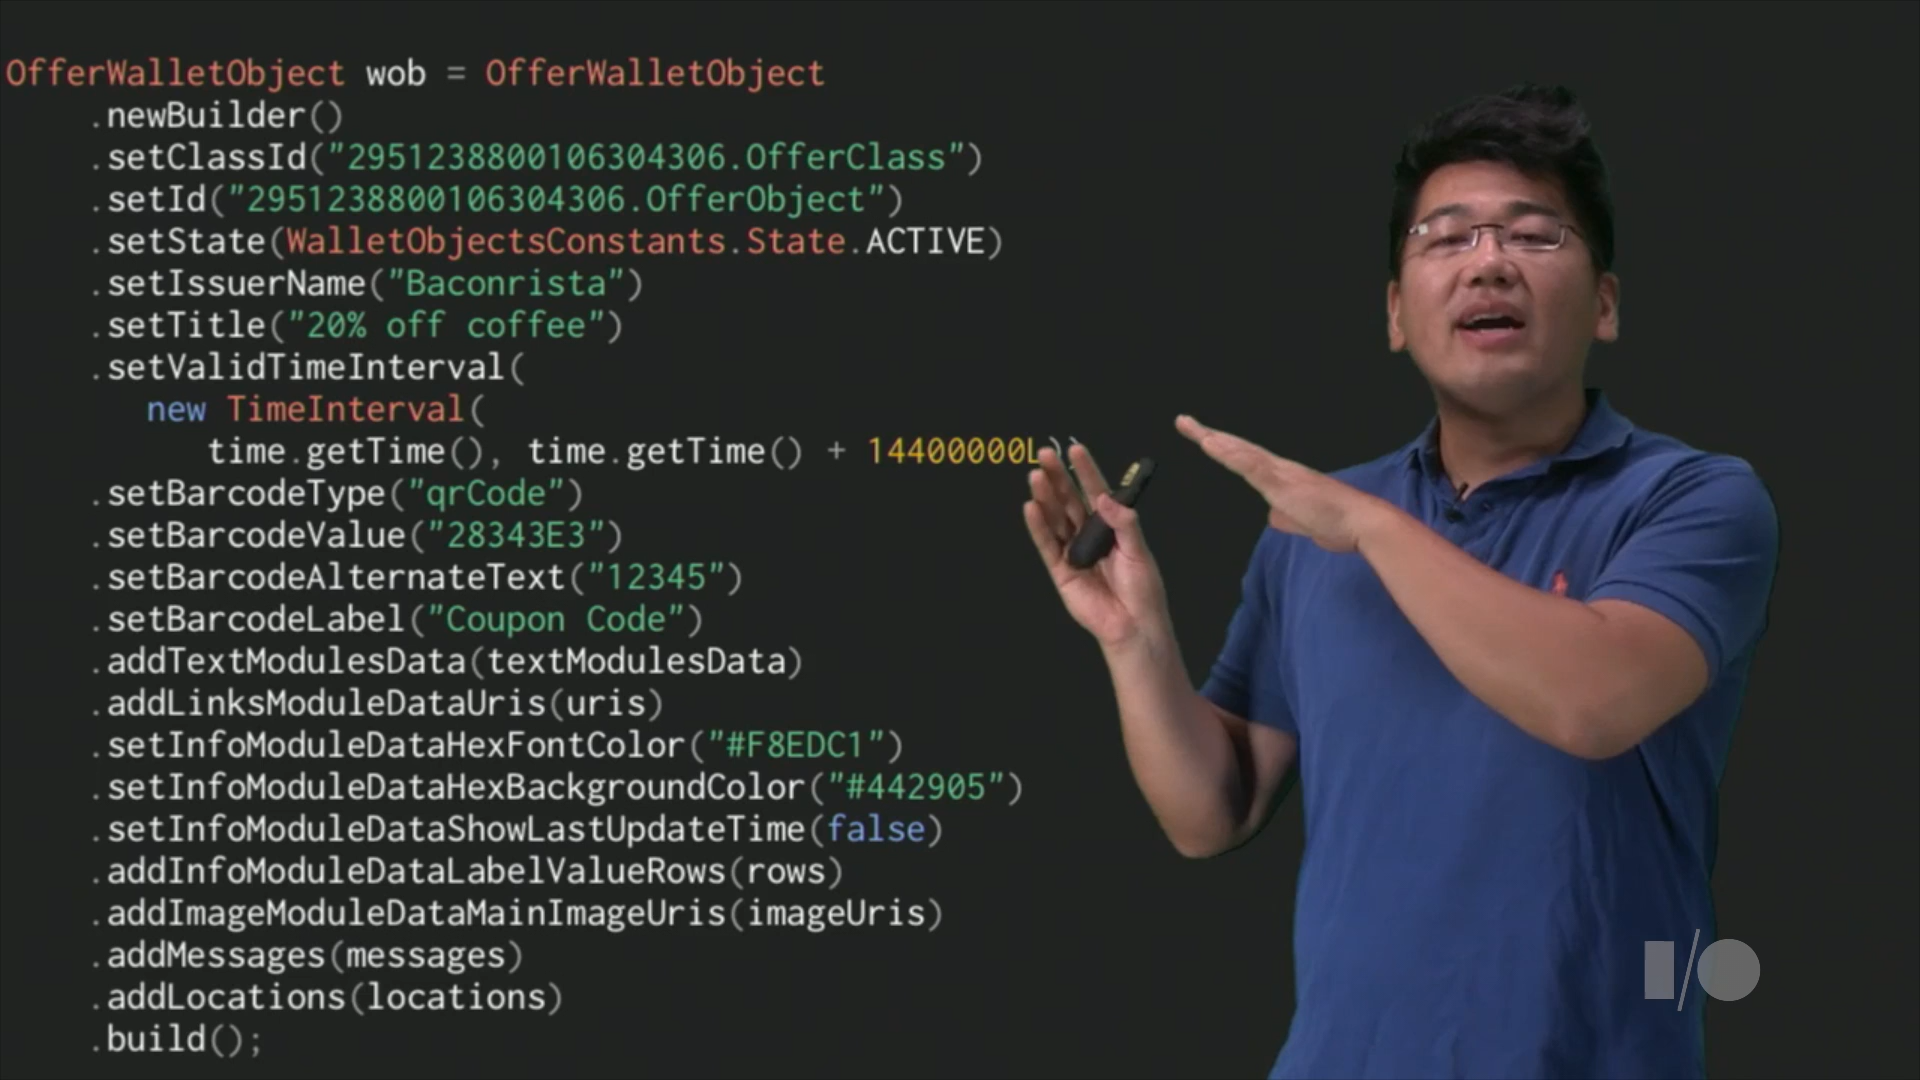 OfferWalletObject wob = OfferWalletObject
.newBuilder()
.setClassId("2951238800106304306.OfferClass")
.setId("2951238800106304306.OfferObject")
.setState(WalletObjectsConstants.State.ACTIVE)
.setIssuerName("Baconrista")
.setTitle("20% off coffee")
.setValidTimeInterval(
new TimeInterval(
time.getTime(), time.getTime() + 14400000L))
.setBarcodeType("qrCode")
.setBarcodeValue("28343E3")
.setBarcodeAlternateText("12345")
.setBarcodeLabel("Coupon Code")
.addTextModulesData(textModulesData)
.addLinksModuleDataUris(uris)
.setInfoModuleDataHexFontColor("#F8EDC1")
.setInfoModuleDataHexBackgroundColor("#442905")
.setInfoModuleDataShowLastUpdateTime(false)
.addInfoModuleDataLabelValueRows(rows)
.addImageModuleDataMainImageUris(imageUris)
.addMessages(messages)
.addLocations(locations)
.build();
I/O